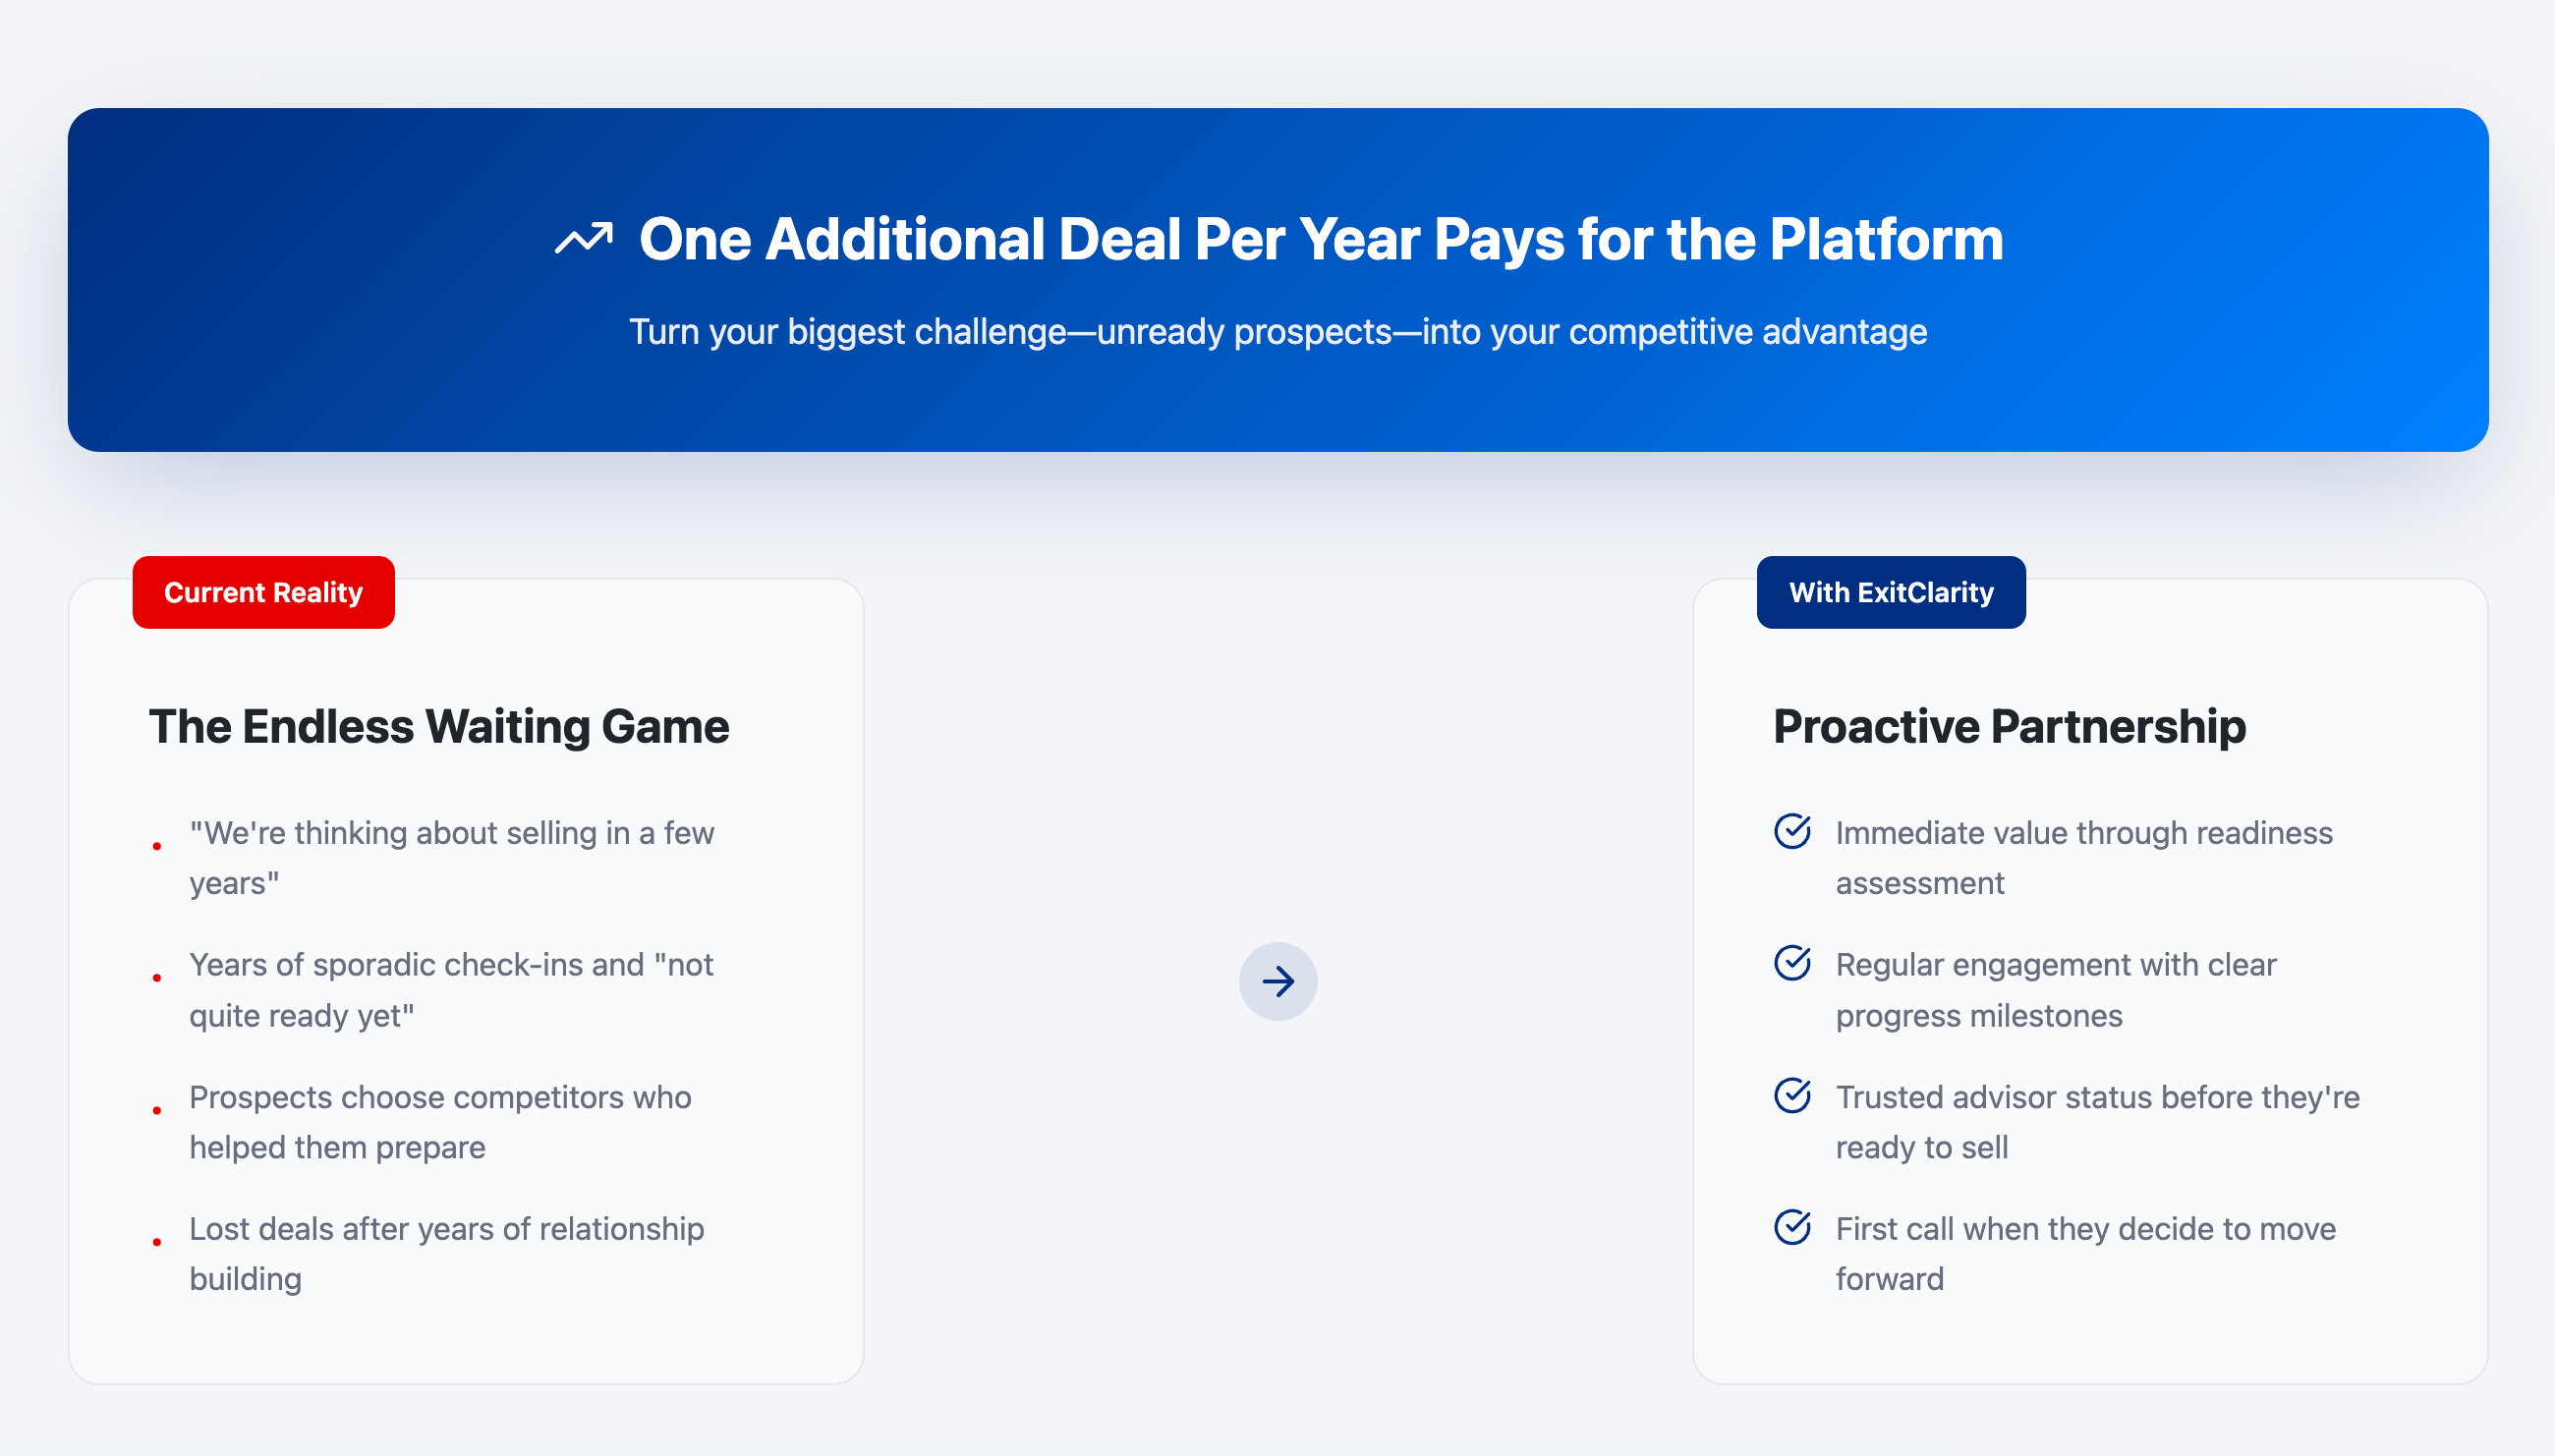 One Additional Deal Per Year Pays for the Platform
Turn your biggest challenge—unready prospects—into your competitive advantage
Current Reality
The Endless Waiting Game
"We're thinking about selling in a few
years"
Years of sporadic check-ins and "not
quite ready yet"
Prospects choose competitors who
helped them prepare
Lost deals after years of relationship
building
With ExitClarity
Proactive Partnership
Immediate value through readiness
assessment
Regular engagement with clear
progress milestones
Trusted advisor status before they're
ready to sell
First call when they decide to move
forward